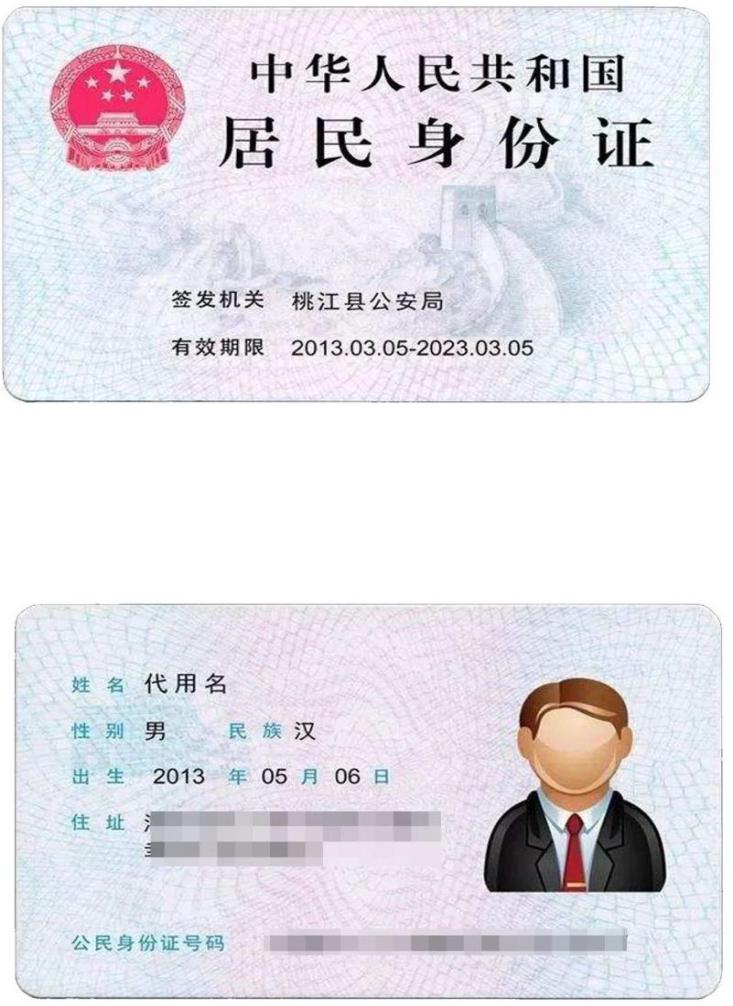 中华人民共和国
居民身份证
签发机关 桃江县公安局
有效期限 2013.03.05-2023.03.05
姓名 代用名
性别 男 民族 汉
出生 2013 年 05 月 06 日
住址
公民身份证号码